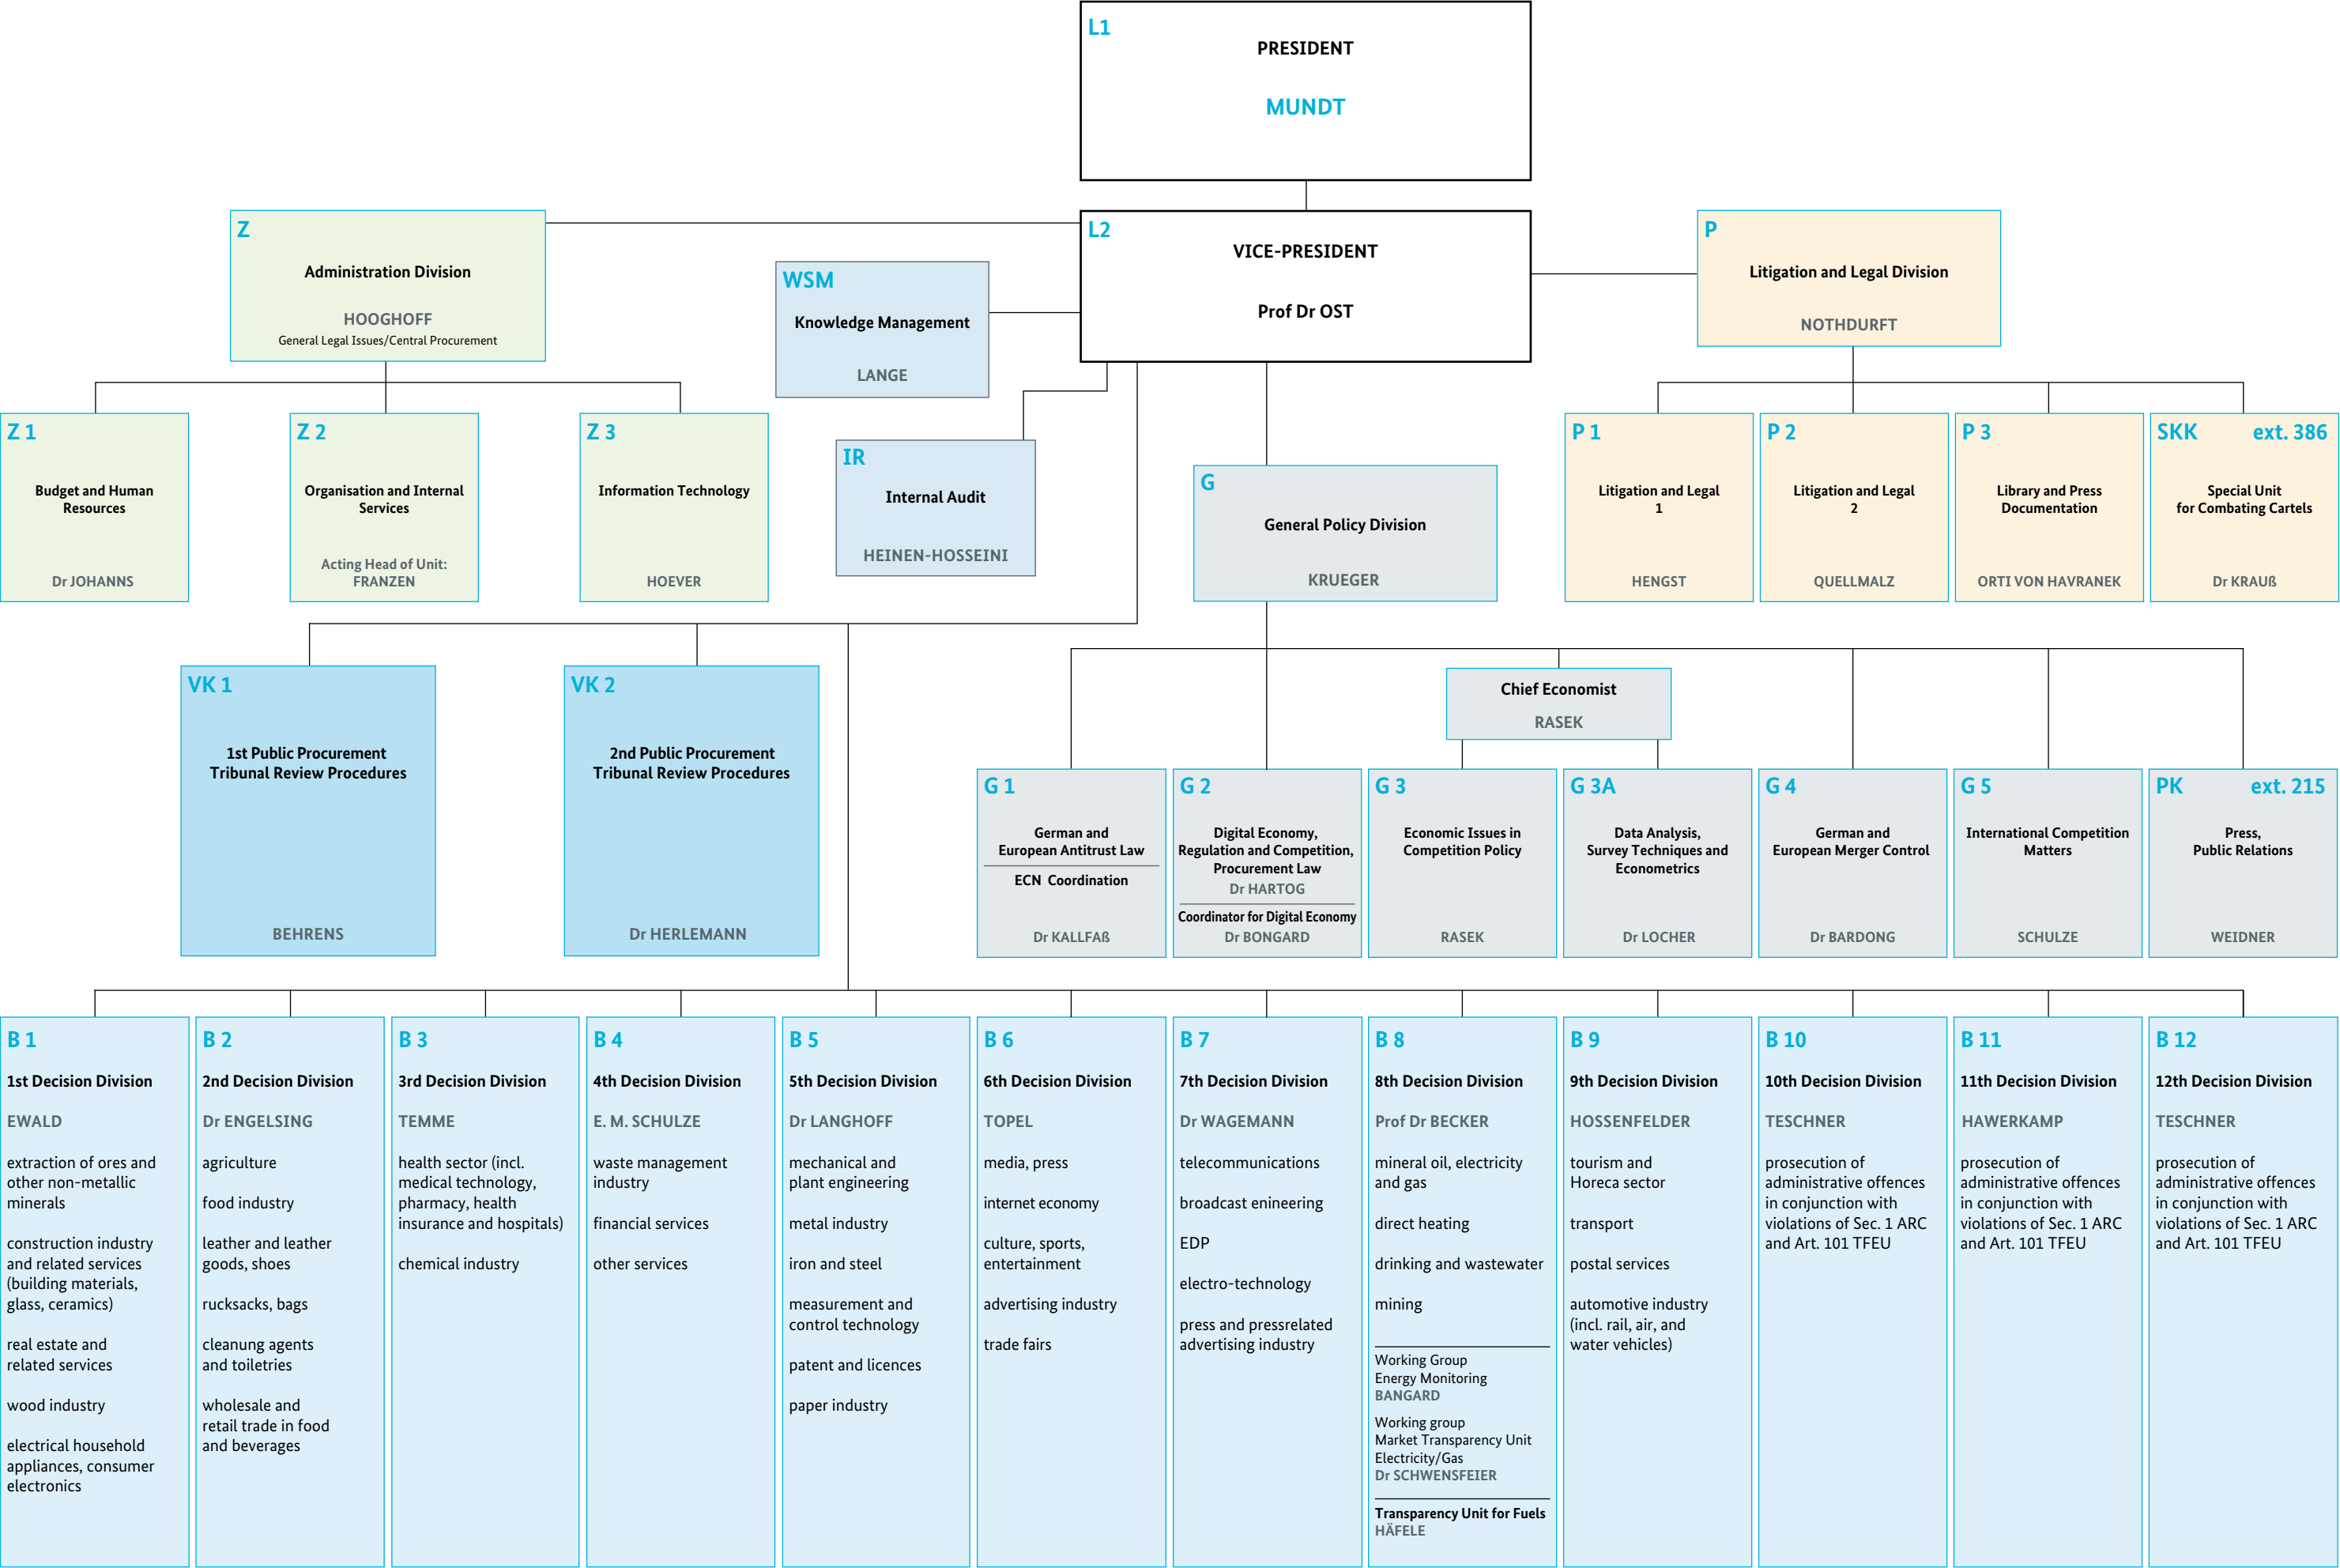 L1
PRESIDENT
MUNDT
Z
Administration Division
HOOGHOFF
General Legal Issues/Central Procurement
WSM
Knowledge Management
LANGE
L2
VICE-PRESIDENT
Prof Dr OST
P
Litigation and Legal Division
NOTHDURFT
Z 1
Budget and Human
Resources
Dr JOHANNS
Z 2
Organisation and Internal
Services
Acting Head of Unit:
FRANZEN
Z 3
Information Technology
HOEVER
IR
Internal Audit
HEINEN-HOSSEINI
G
General Policy Division
KRUEGER
P 1
Litigation and Legal
1
HENGST
P 2
Litigation and Legal
2
QUELLMALZ
P 3
Library and Press
Documentation
ORTI VON HAVRANEK
SKK ext. 386
Special Unit
for Combating Cartels
Dr KRAUß
VK 1
1st Public Procurement
Tribunal Review Procedures
BEHRENS
VK 2
2nd Public Procurement
Tribunal Review Procedures
Dr HERLEMANN
Chief Economist
RASEK
G 1
German and
European Antitrust Law
ECN Coordination
Dr KALLFAß
G 2
Digital Economy,
Regulation and Competition,
Procurement Law
Dr HARTOG
Coordinator for Digital Economy
Dr BONGARD
G 3
Economic Issues in
Competition Policy
RASEK
G 3A
Data Analysis,
Survey Techniques and
Econometrics
Dr LOCHER
G 4
German and
European Merger Control
Dr BARDONG
G 5
International Competition
Matters
SCHULZE
PK ext. 215
Press,
Public Relations
WEIDNER
B 1
1st Decision Division
EWALD
extraction of ores and
other non-metallic
minerals
construction industry
and related services
(building materials,
glass, ceramics)
real estate and
related services
wood industry
electrical household
appliances, consumer
electronics
B 2
2nd Decision Division
Dr ENGELSING
agriculture
food industry
leather and leather
goods, shoes
rucksacks, bags
cleanung agents
and toiletries
wholesale and
retail trade in food
and beverages
B 3
3rd Decision Division
TEMME
health sector (incl.
medical technology,
pharmacy, health
insurance and hospitals)
chemical industry
B 4
4th Decision Division
E. M. SCHULZE
waste management
industry
financial services
other services
B 5
5th Decision Division
Dr LANGHOFF
mechanical and
plant engineering
metal industry
iron and steel
measurement and
control technology
patent and licences
paper industry
B 6
6th Decision Division
TOPEL
media, press
internet economy
culture, sports,
entertainment
advertising industry
trade fairs
B 7
7th Decision Division
Dr WAGEMANN
telecommunications
broadcast enineering
EDP
electro-technology
press and pressrelated
advertising industry
B 8
8th Decision Division
Prof Dr BECKER
mineral oil, electricity
and gas
direct heating
drinking and wastewater
mining
Working Group
Energy Monitoring
BANGARD
Working group
Market Transparency Unit
Electricity/Gas
Dr SCHWENSFEIER
Transparency Unit for Fuels
HÄFELE
B 9
9th Decision Division
HOSSENFELDER
tourism and
Horeca sector
transport
postal services
automotive industry
(incl. rail, air, and
water vehicles)
B 10
10th Decision Division
TESCHNER
prosecution of
administrative offences
in conjunction with
violations of Sec. 1 ARC
and Art. 101 TFEU
B 11
11th Decision Division
HAWERKAMP
prosecution of
administrative offences
in conjunction with
violations of Sec. 1 ARC
and Art. 101 TFEU
B 12
12th Decision Division
TESCHNER
prosecution of
administrative offences
in conjunction with
violations of Sec. 1 ARC
and Art. 101 TFEU